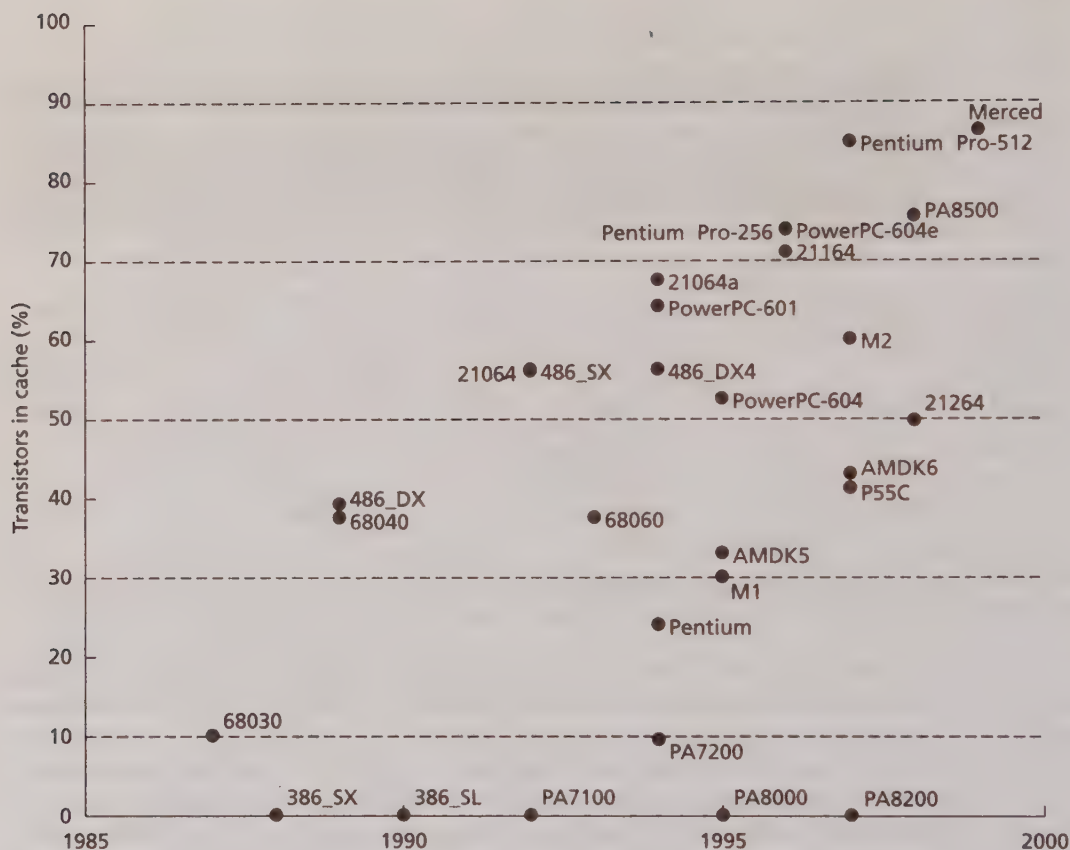 100
90
Merced
Pentium Pro-512
80
PA8500
Pentium Pro-256 PowerPC-604e
21164
70
21064a
PowerPC-601
60
M2
21064 486_SX 486_DX4
PowerPC-604
50
21264
AMDK6
P55C
40
486_DX
68040
68060
AMDK5
30
M1
Pentium
20
68030
10
PA7200
386_SX 386_SL PA7100 PA8000 PA8200
0
1985 1990 1995 2000
Transistors in cache (%)